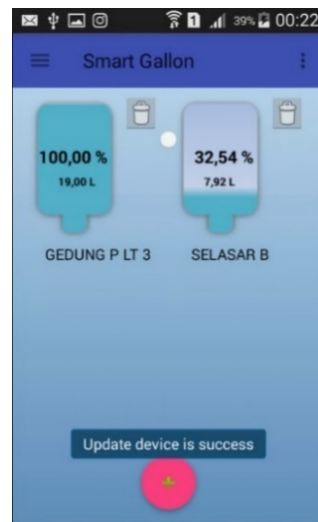 1 39% 00:22
Smart Gallon
100,00 %
19,00 L
32,54 %
7,92 L
GEDUNG P LT 3
SELASAR B
Update device is success
+